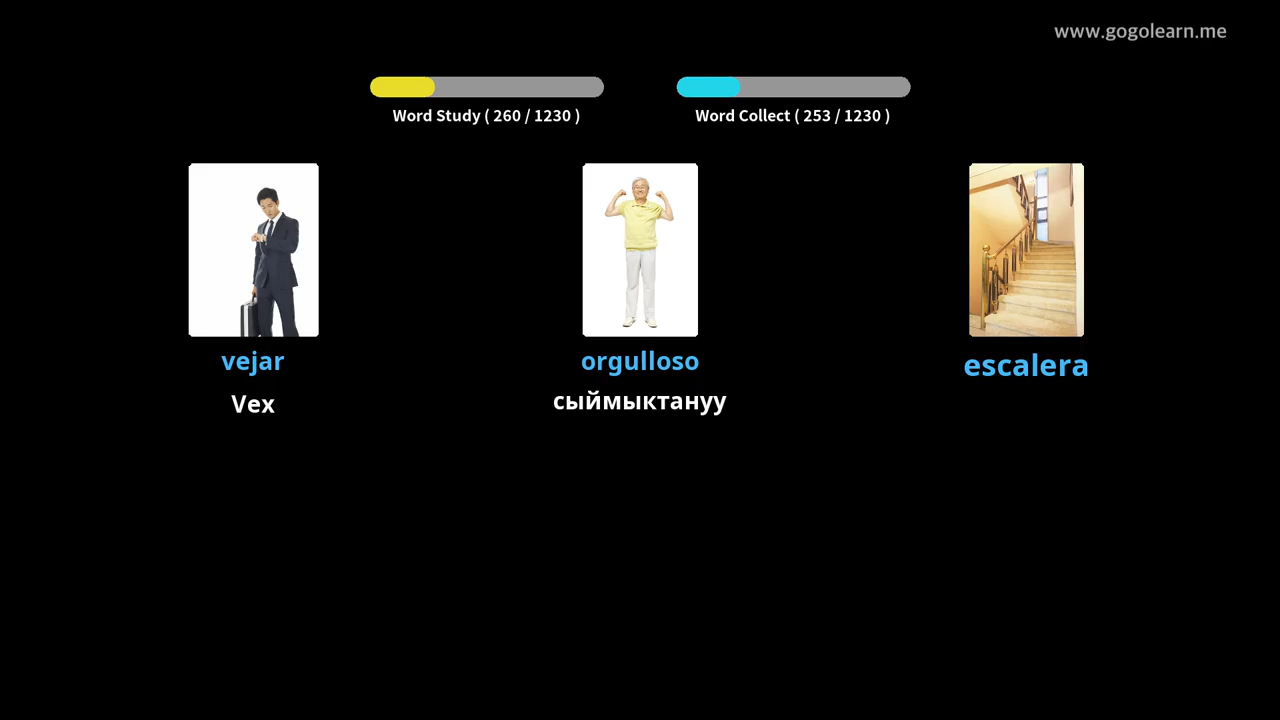 www.gogolearn.me
Word Study ( 260 / 1230 )
Word Collect ( 253 / 1230 )
vejar
Vex
orgulloso
сыймыктануу
escalera